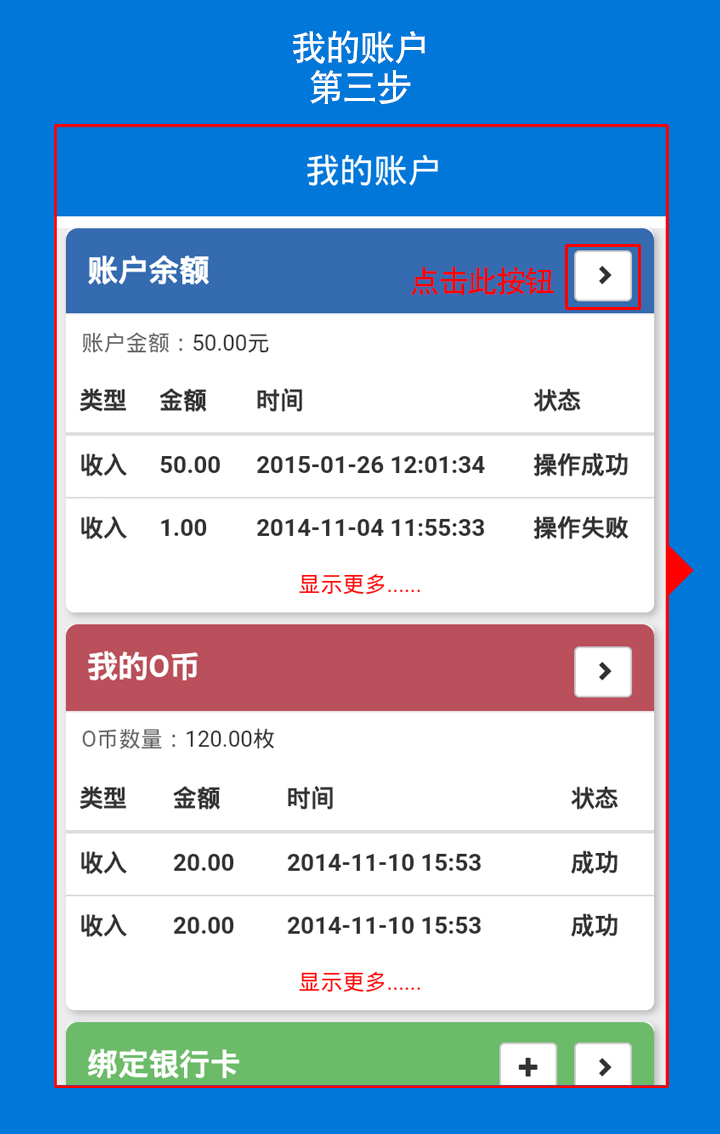 我的账户
第三步
我的账户
账户余额
点击此按钮
账户金额：50.00元
类型 金额 时间 状态
收入 50.00 2015-01-26 12:01:34 操作成功
收入 1.00 2014-11-04 11:55:33 操作失败
显示更多......
我的O币
O币数量：120.00枚
类型 金额 时间 状态
收入 20.00 2014-11-10 15:53 成功
收入 20.00 2014-11-10 15:53 成功
显示更多......
绑定银行卡